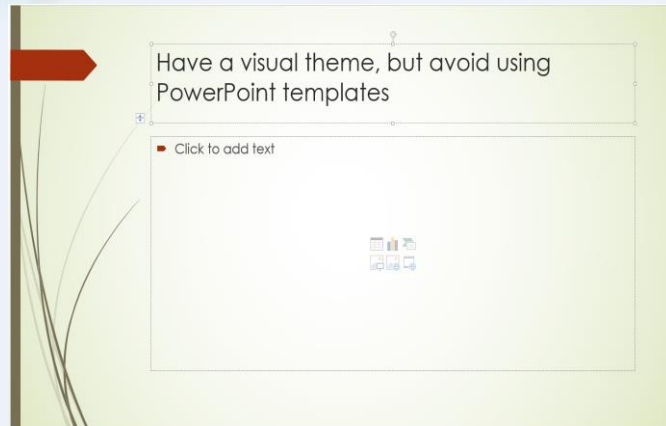 Have a visual theme, but avoid using
PowerPoint templates
Click to add text